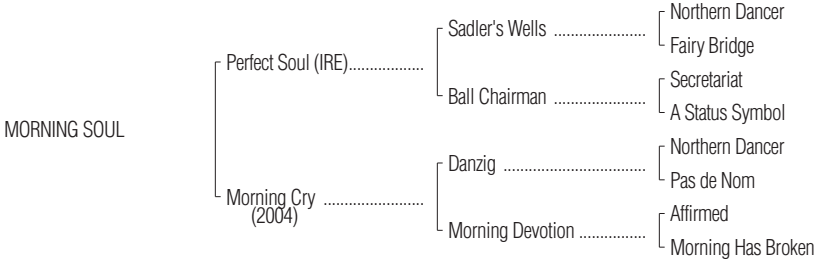 Northern Dancer
Sadler's Wells ......................
Fairy Bridge
Perfect Soul (IRE)..................
Secretariat
Ball Chairman ......................
A Status Symbol
MORNING SOUL
Northern Dancer
Danzig ..................................
Pas de Nom
Morning Cry ........................
(2004)
Affirmed
Morning Devotion ................
Morning Has Broken